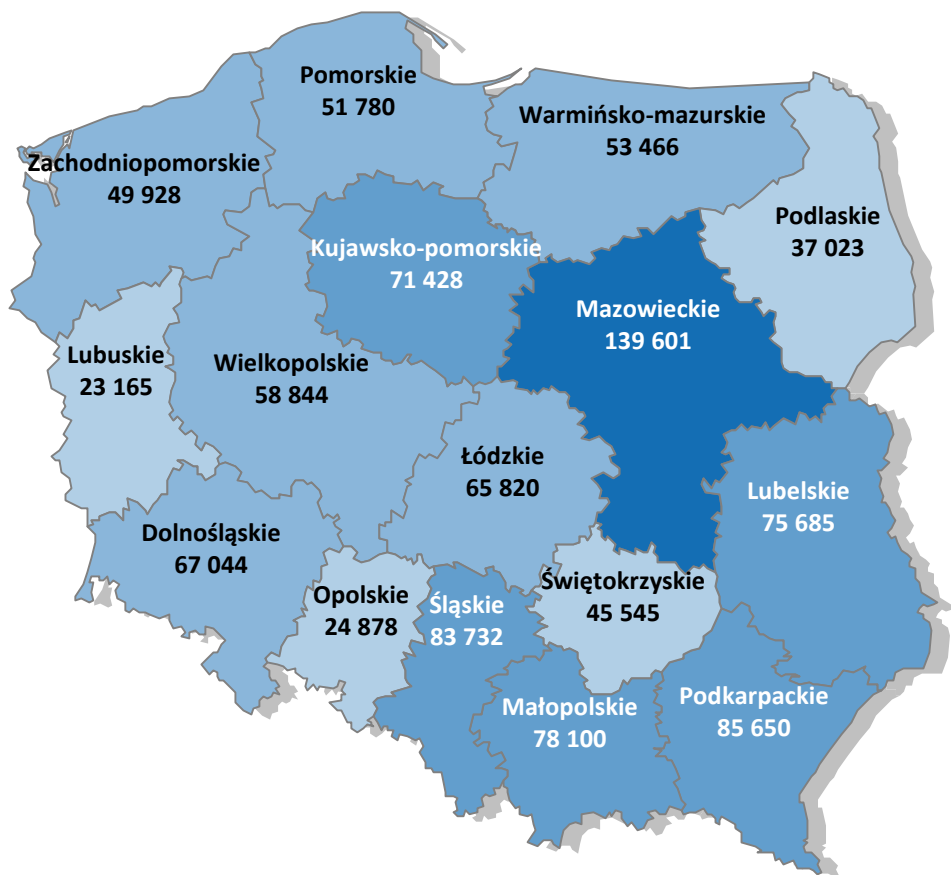 Pomorskie
51 780
Warmińsko-mazurskie
53 466
Zachodniopomorskie
49 928
Podlaskie
37 023
Kujawsko-pomorskie
71 428
Mazowieckie
139 601
Lubuskie
23 165
Wielkopolskie
58 844
Łódzkie
65 820
Lubelskie
75 685
Dolnośląskie
67 044
Opolskie
24 878
Śląskie
83 732
Świętokrzyskie
45 545
Małopolskie
78 100
Podkarpackie
85 650